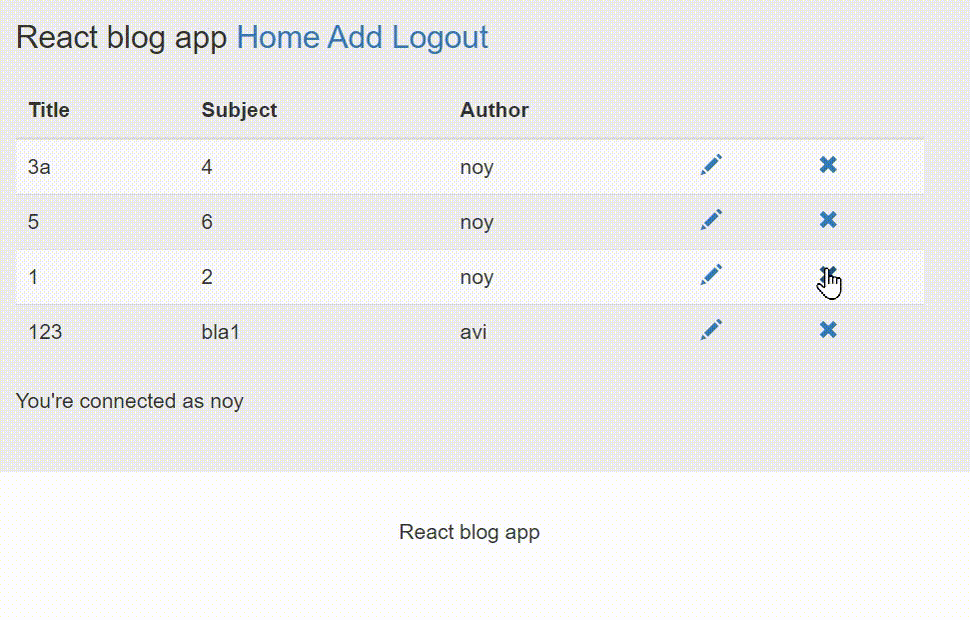 React blog app Home Add Logout
Title Subject Author
3a 4 noy
5 6 noy
1 2 noy
123 bla1 avi
You're connected as noy
React blog app